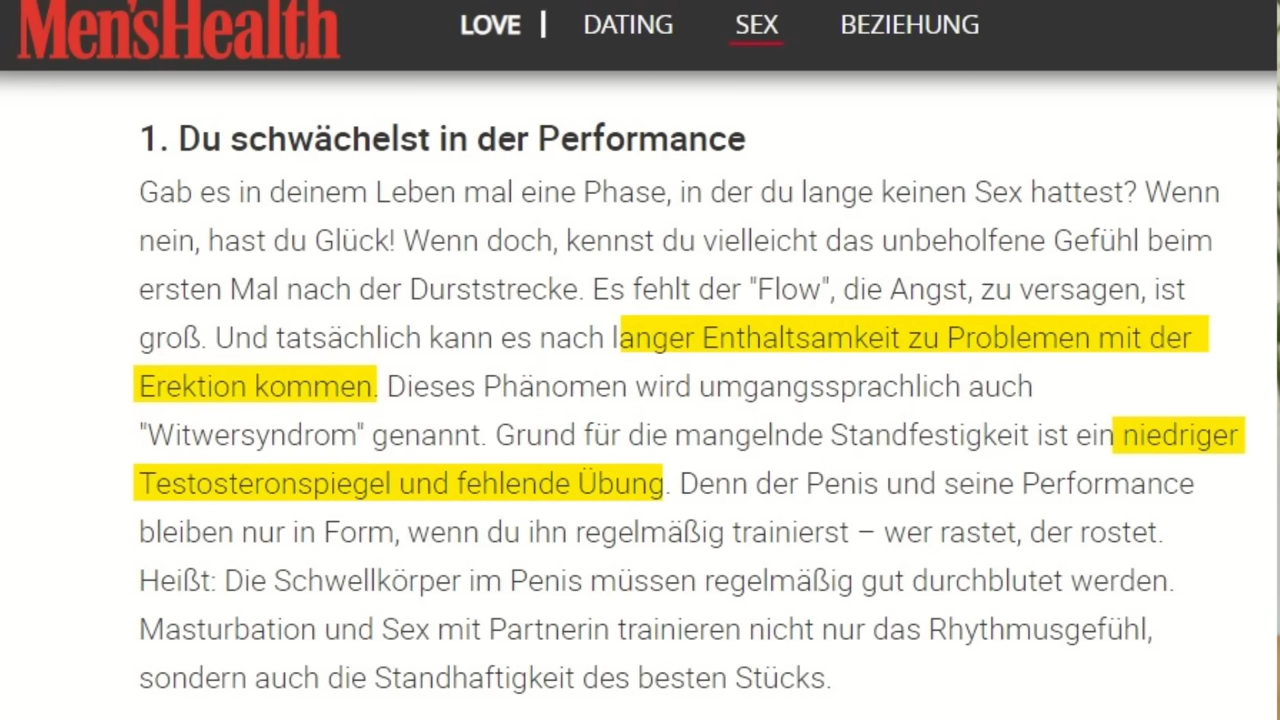 Men'sHealth
LOVE | DATING SEX BEZIEHUNG
1. Du schwächelst in der Performance
Gab es in deinem Leben mal eine Phase, in der du lange keinen Sex hattest? Wenn
nein, hast du Glück! Wenn doch, kennst du vielleicht das unbeholfene Gefühl beim
ersten Mal nach der Durststrecke. Es fehlt der "Flow", die Angst, zu versagen, ist
groß. Und tatsächlich kann es nach langer Enthaltsamkeit zu Problemen mit der
Erektion kommen. Dieses Phänomen wird umgangssprachlich auch
"Witwersyndrom" genannt. Grund für die mangelnde Standfestigkeit ist ein niedriger
Testosteronspiegel und fehlende Übung. Denn der Penis und seine Performance
bleiben nur in Form, wenn du ihn regelmäßig trainierst – wer rastet, der rostet.
Heißt: Die Schwellkörper im Penis müssen regelmäßig gut durchblutet werden.
Masturbation und Sex mit Partnerin trainieren nicht nur das Rhythmusgefühl,
sondern auch die Standhaftigkeit des besten Stücks.